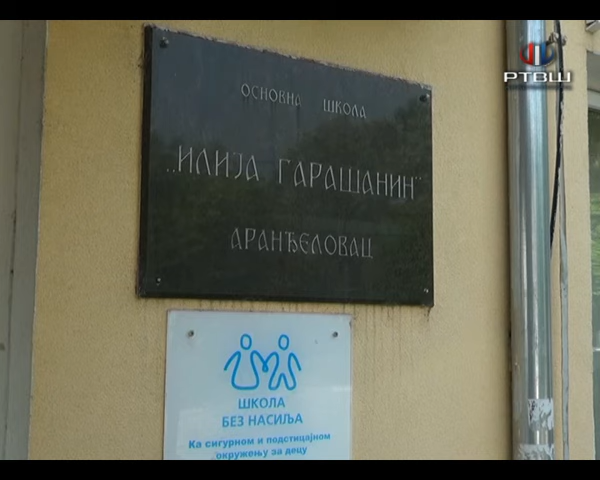 РТВШ
ОСНОВНА ШКОЛА
„ИЛИЈА ГАРАШАНИН"
АРАНЂЕЛОВАЦ
ШКОЛА
БЕЗ НАСИЉА
Ка сигурном и подстицајном
окружењу за децу